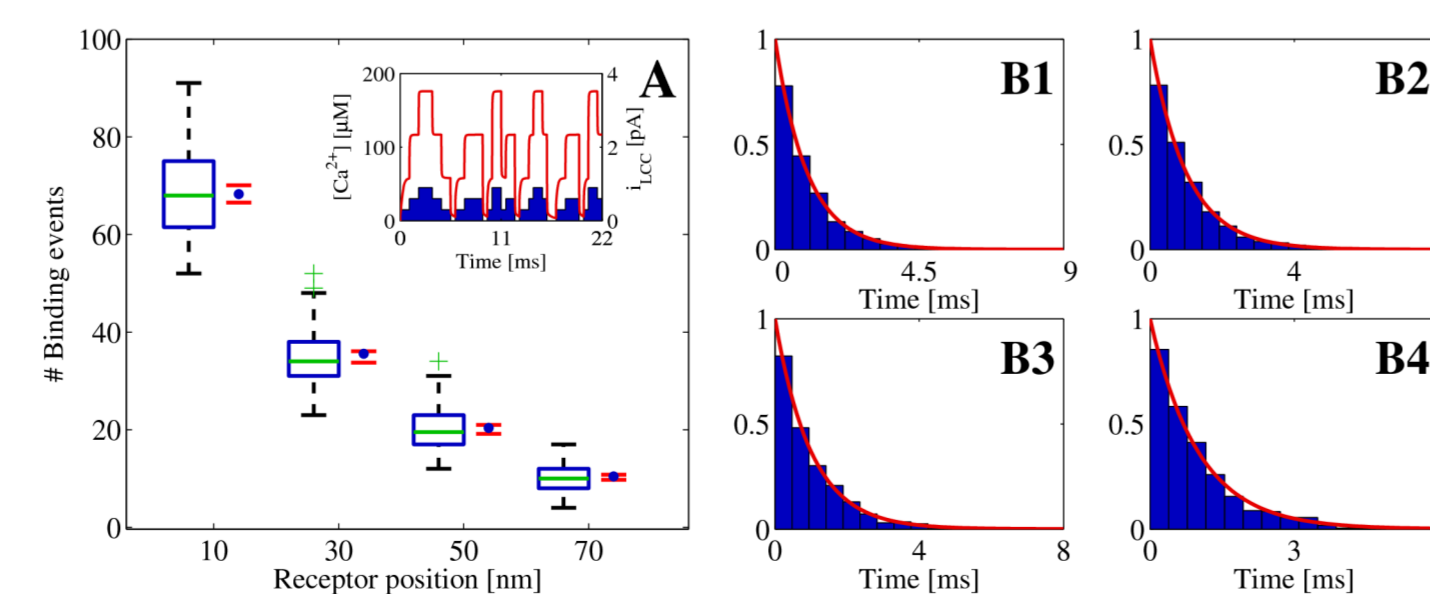 100
80
60
40
20
0
# Binding events
10 30 50 70
Receptor position [nm]
A
200
100
0
[Ca2+] [µM]
4
2
0
iLCC [pA]
0 11 22
Time [ms]
B1
1
0.5
0
0 4.5 9
Time [ms]
B2
1
0.5
0
0 4
Time [ms]
B3
1
0.5
0
0 4 8
Time [ms]
B4
1
0.5
0
0 3
Time [ms]